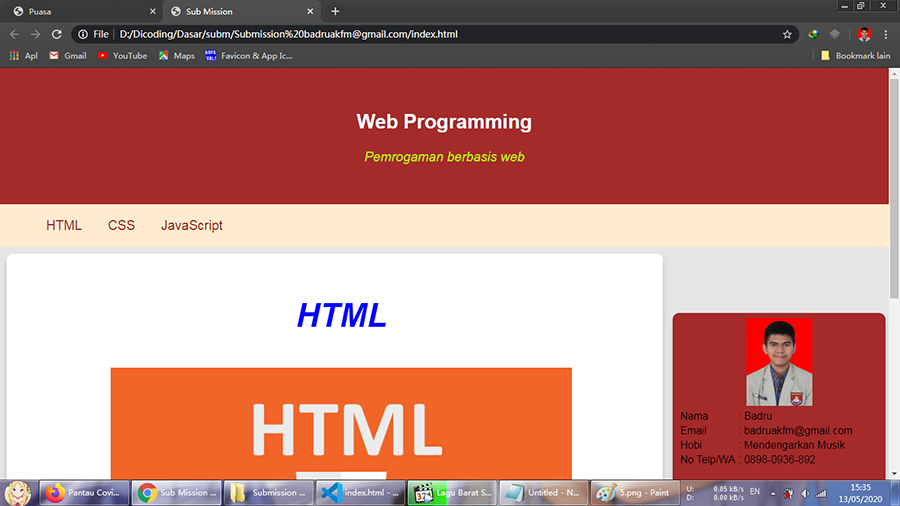 Puasa
Sub Mission
File D:/Dicoding/Dasar/subm/Submission%20badruakfm@gmail.com/index.html
Apl Gmail YouTube Maps Favicon & App Ic... Bookmark lain
Web Programming
Pemrogaman berbasis web
HTML CSS JavaScript
HTML
HTML
Nama : Badru
Email : badruakfm@gmail.com
Hobi : Mendengarkan Musik
No Telp/WA : 0898-0936-892
Pantau Covi... Sub Mission ... Submission ... index.html - ... Lagu Barat S... Untitled - N... 5.png - Paint U: 0.05 kB/s EN 15:35
D: 0.00 kB/s 13/05/2020